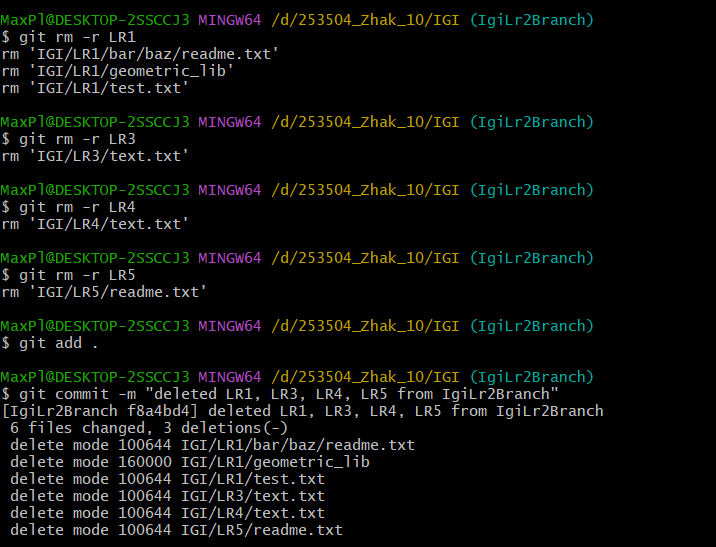 MaxPl@DESKTOP-2SSCCJ3 MINGW64 /d/253504_Zhak_10/IGI (IgiLr2Branch)
$ git rm -r LR1
rm 'IGI/LR1/bar/baz/readme.txt'
rm 'IGI/LR1/geometric_lib'
rm 'IGI/LR1/test.txt'
MaxPl@DESKTOP-2SSCCJ3 MINGW64 /d/253504_Zhak_10/IGI (IgiLr2Branch)
$ git rm -r LR3
rm 'IGI/LR3/text.txt'
MaxPl@DESKTOP-2SSCCJ3 MINGW64 /d/253504_Zhak_10/IGI (IgiLr2Branch)
$ git rm -r LR4
rm 'IGI/LR4/text.txt'
MaxPl@DESKTOP-2SSCCJ3 MINGW64 /d/253504_Zhak_10/IGI (IgiLr2Branch)
$ git rm -r LR5
rm 'IGI/LR5/readme.txt'
MaxPl@DESKTOP-2SSCCJ3 MINGW64 /d/253504_Zhak_10/IGI (IgiLr2Branch)
$ git add .
MaxPl@DESKTOP-2SSCCJ3 MINGW64 /d/253504_Zhak_10/IGI (IgiLr2Branch)
$ git commit -m "deleted LR1, LR3, LR4, LR5 from IgiLr2Branch"
[IgiLr2Branch f8a4bd4] deleted LR1, LR3, LR4, LR5 from IgiLr2Branch
 6 files changed, 3 deletions(-)
 delete mode 100644 IGI/LR1/bar/baz/readme.txt
 delete mode 160000 IGI/LR1/geometric_lib
 delete mode 100644 IGI/LR1/test.txt
 delete mode 100644 IGI/LR3/text.txt
 delete mode 100644 IGI/LR4/text.txt
 delete mode 100644 IGI/LR5/readme.txt